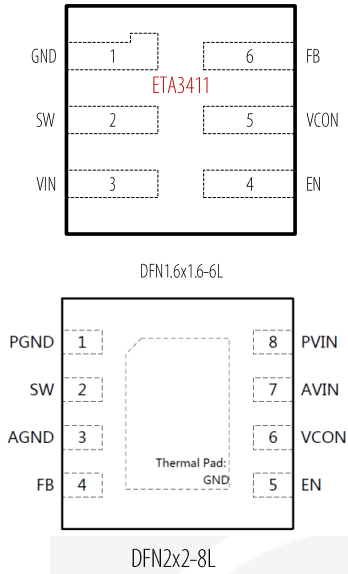 GND 1 6 FB
ETA3411
SW 2 5 VCON
VIN 3 4 EN
DFN1.6x1.6-6L
PGND 1 8 PVIN
SW 2 7 AVIN
AGND 3 6 VCON
Thermal Pad:
GND
FB 4 5 EN
DFN2x2-8L